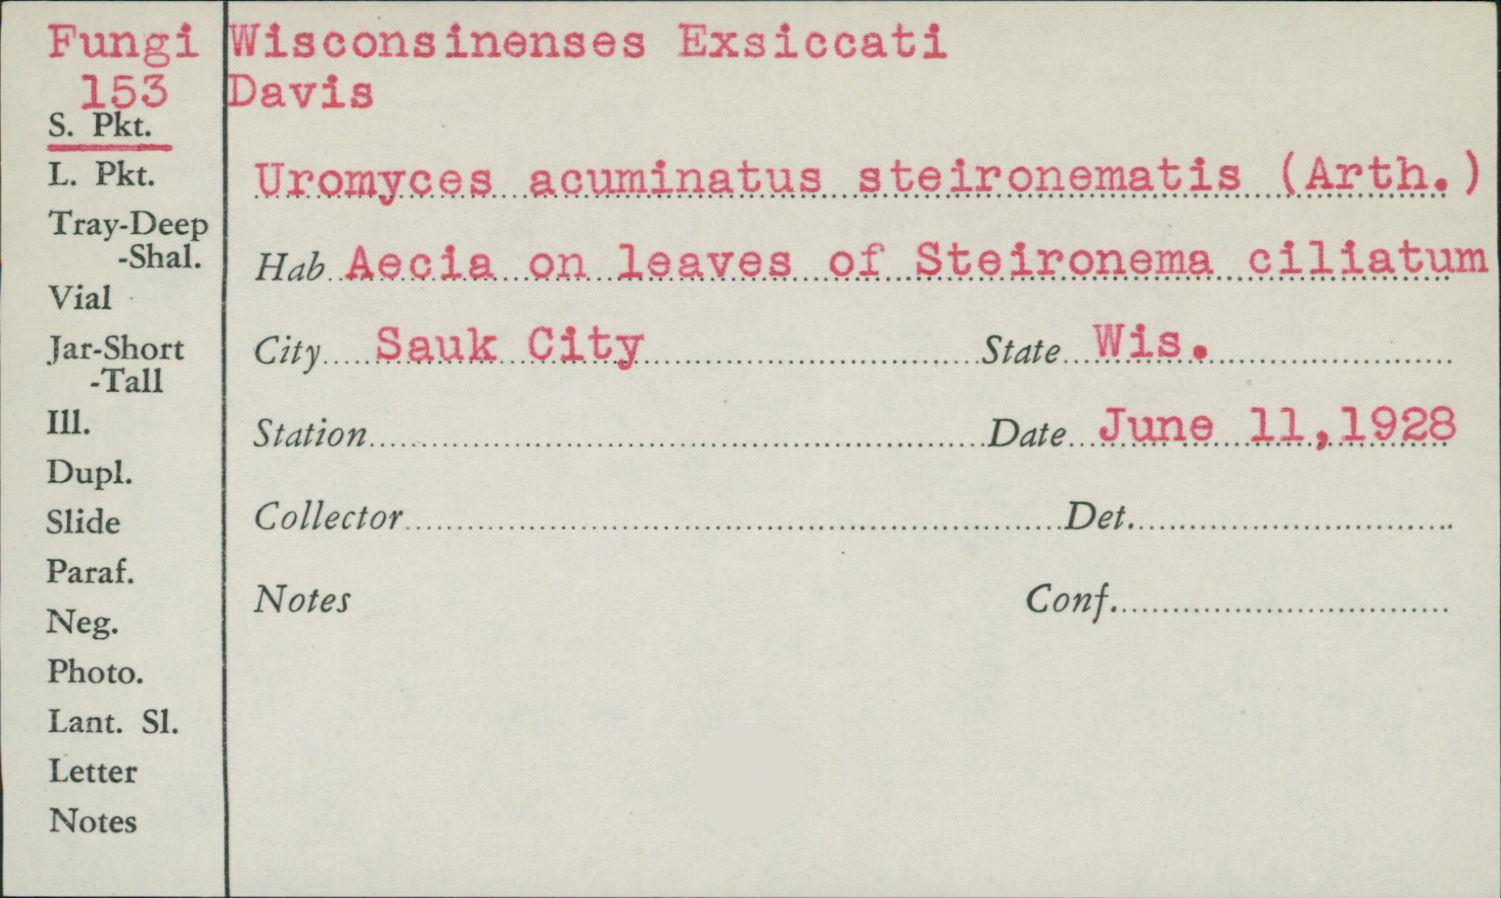 Fungi Wisconsinenses Exsiccati
153 Davis
S. Pkt.
L. Pkt.
Uromyces acuminatus steironematis (Arth.)
Tray-Deep
-Shal.
Hab Aecia on leaves of Steironema ciliatum
Vial
Jar-Short
-Tall
City Sauk City State Wis.
Ill.
Station Date June 11,1928
Dupl.
Slide
Collector Det.
Paraf.
Neg.
Notes Conf.
Photo.
Lant. Sl.
Letter
Notes